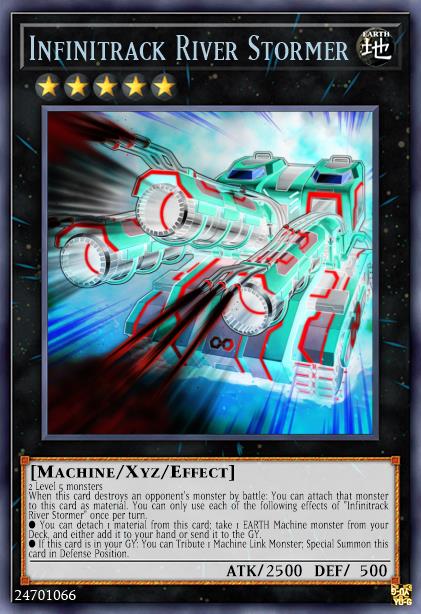 INFINITRACK RIVER STORMER
EARTH
地
[MACHINE/XYZ/EFFECT]
2 Level 5 monsters
When this card destroys an opponent's monster by battle: You can attach that monster
to this card as material. You can only use each of the following effects of "Infinitrack
River Stormer" once per turn.
● You can detach 1 material from this card; take 1 EARTH Machine monster from your
Deck, and either add it to your hand or send it to the GY.
● If this card is in your GY: You can Tribute 1 Machine Link Monster; Special Summon this
card in Defense Position.
ATK/2500 DEF/ 500
24701066